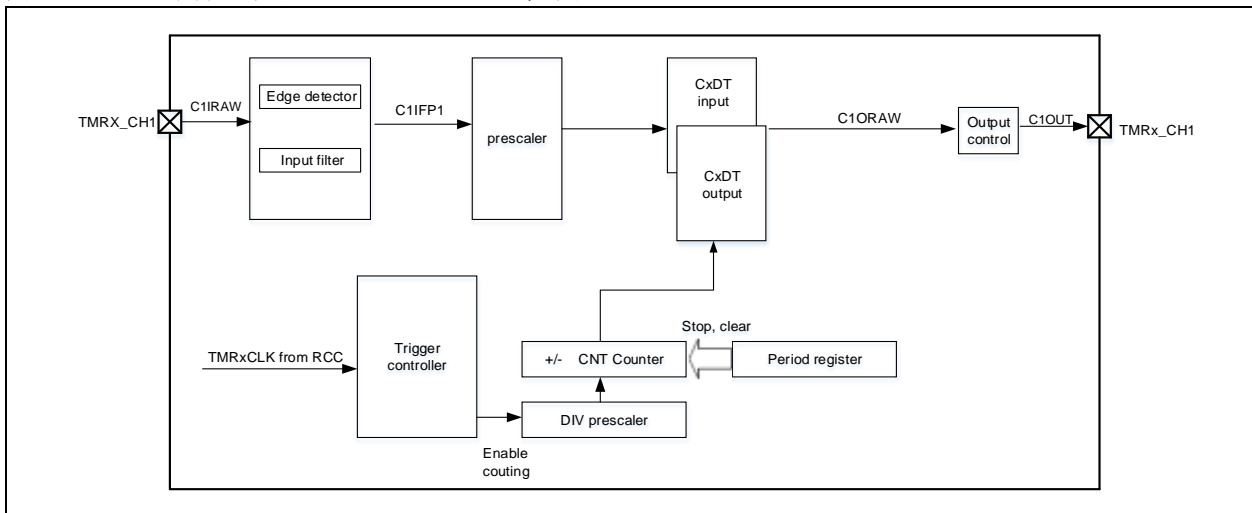 TMRX_CH1
C1IRAW
Edge detector
Input filter
C1IFP1
prescaler
CxDT
input
CxDT
output
C1ORAW
Output
control
C1OUT
TMRx_CH1
TMRxCLK from RCC
Trigger
controller
Enable
couting
+/- CNT Counter
DIV prescaler
Stop, clear
Period register